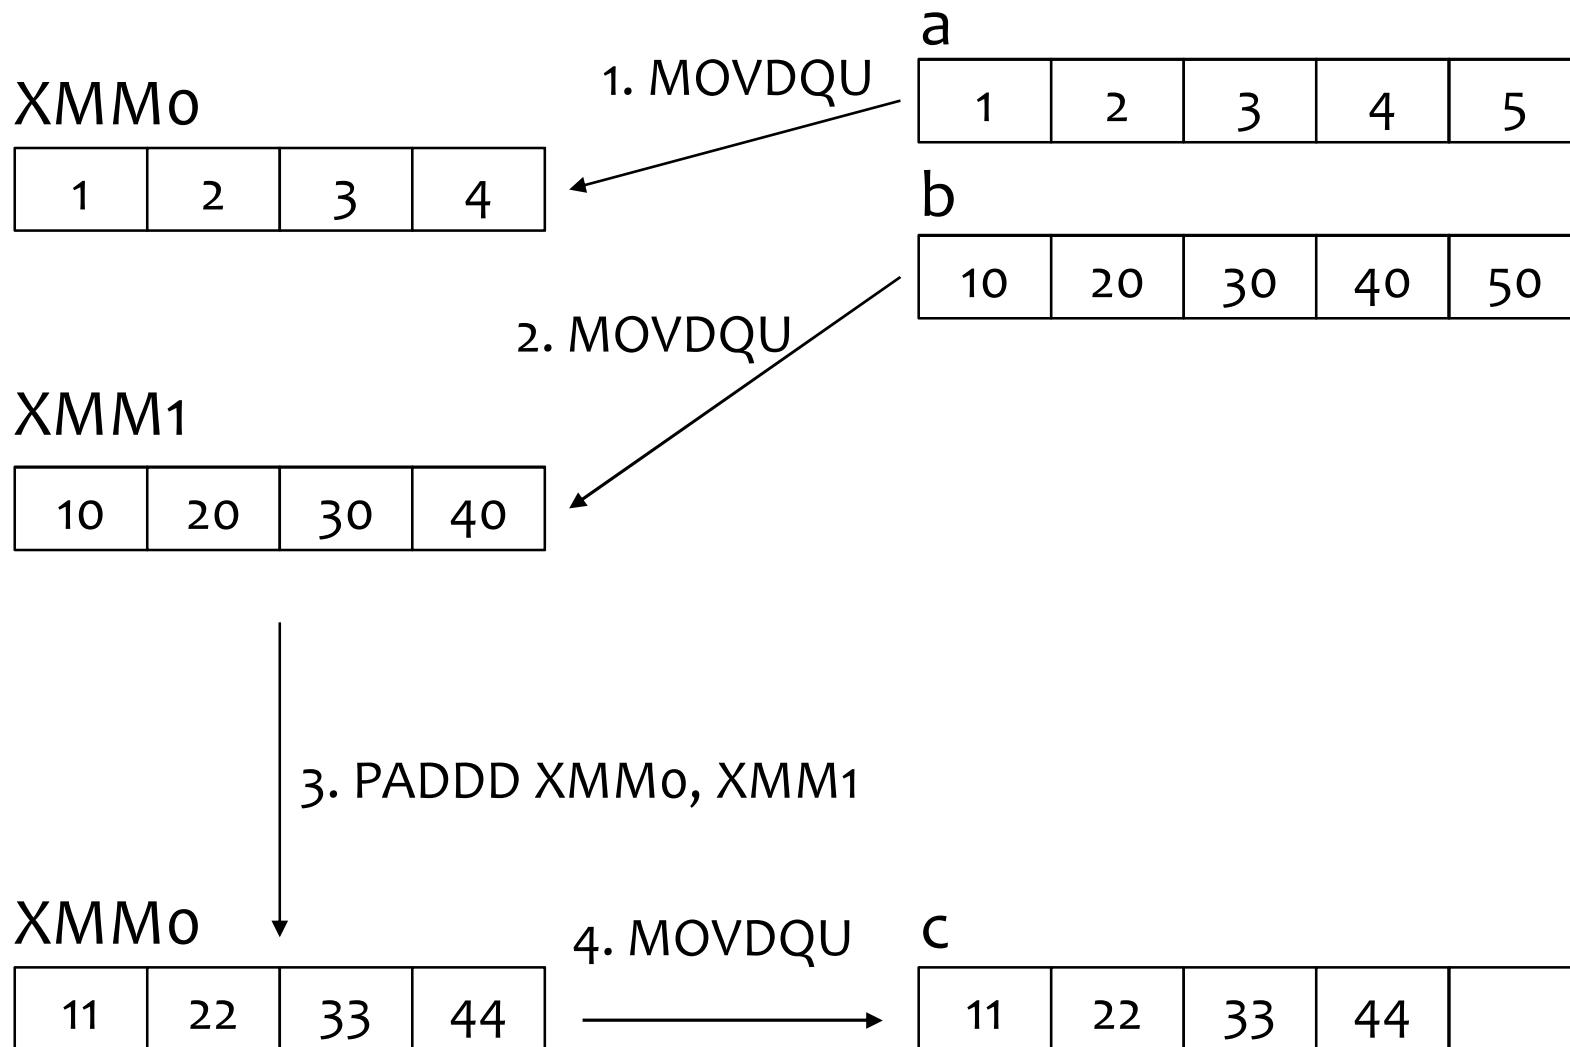 a
1. MOVDQU
XMM0
1 2 3 4 5
1 2 3 4
b
10 20 30 40 50
2. MOVDQU
XMM1
10 20 30 40
3. PADDD XMM0, XMM1
XMM0
4. MOVDQU
c
11 22 33 44
11 22 33 44